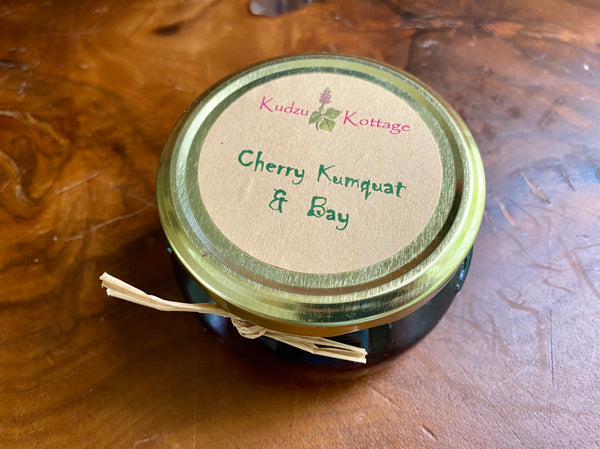 Kudzu Kottage
Cherry Kumquat
& Bay